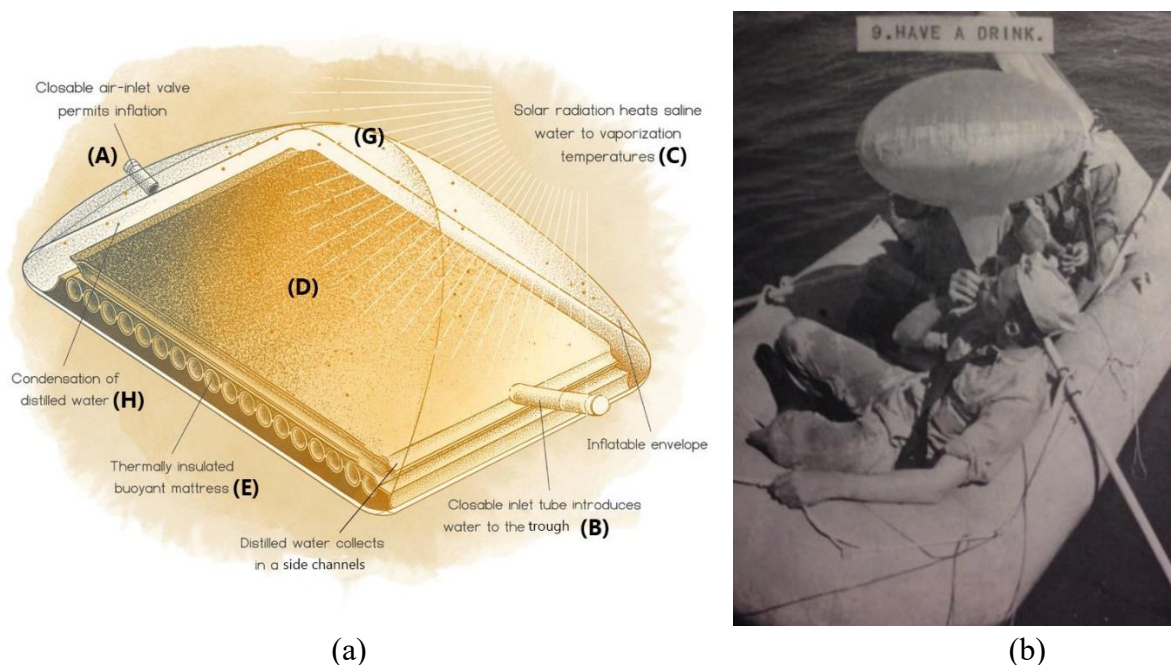 Closable air-inlet valve
permits inflation
(A)
(G)
Solar radiation heats saline
water to vaporization
temperatures (C)
(D)
Condensation of
distilled water (H)
Thermally insulated
buoyant mattress (E)
Distilled water collects
in a side channels
Closable inlet tube introduces
water to the trough (B)
Inflatable envelope
(a)
9.HAVE A DRINK.
(b)